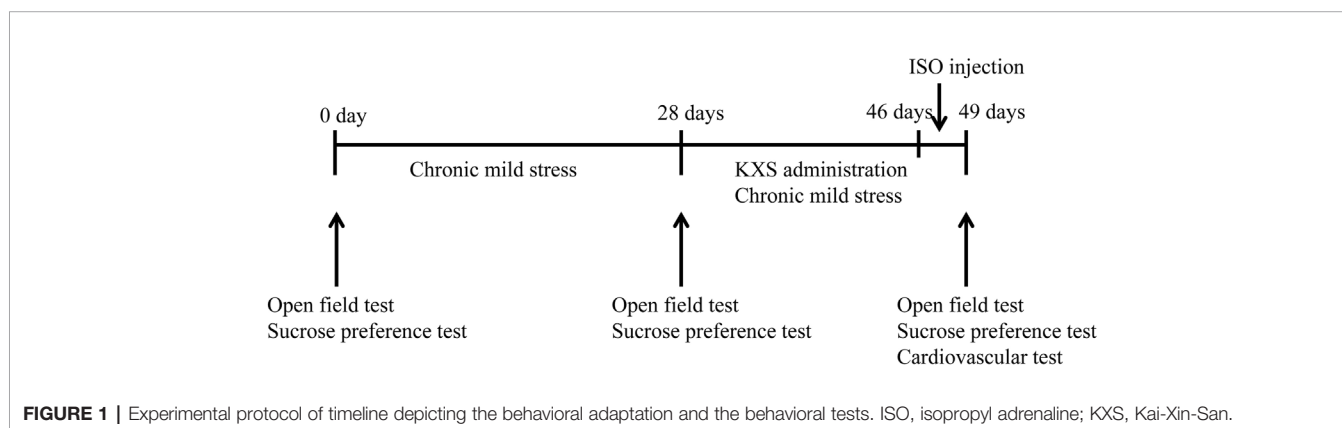 ISO injection
0 day
28 days
46 days
49 days
Chronic mild stress
KXS administration
Chronic mild stress
Open field test
Sucrose preference test
Open field test
Sucrose preference test
Open field test
Sucrose preference test
Cardiovascular test
FIGURE 1 | Experimental protocol of timeline depicting the behavioral adaptation and the behavioral tests. ISO, isopropyl adrenaline; KXS, Kai-Xin-San.